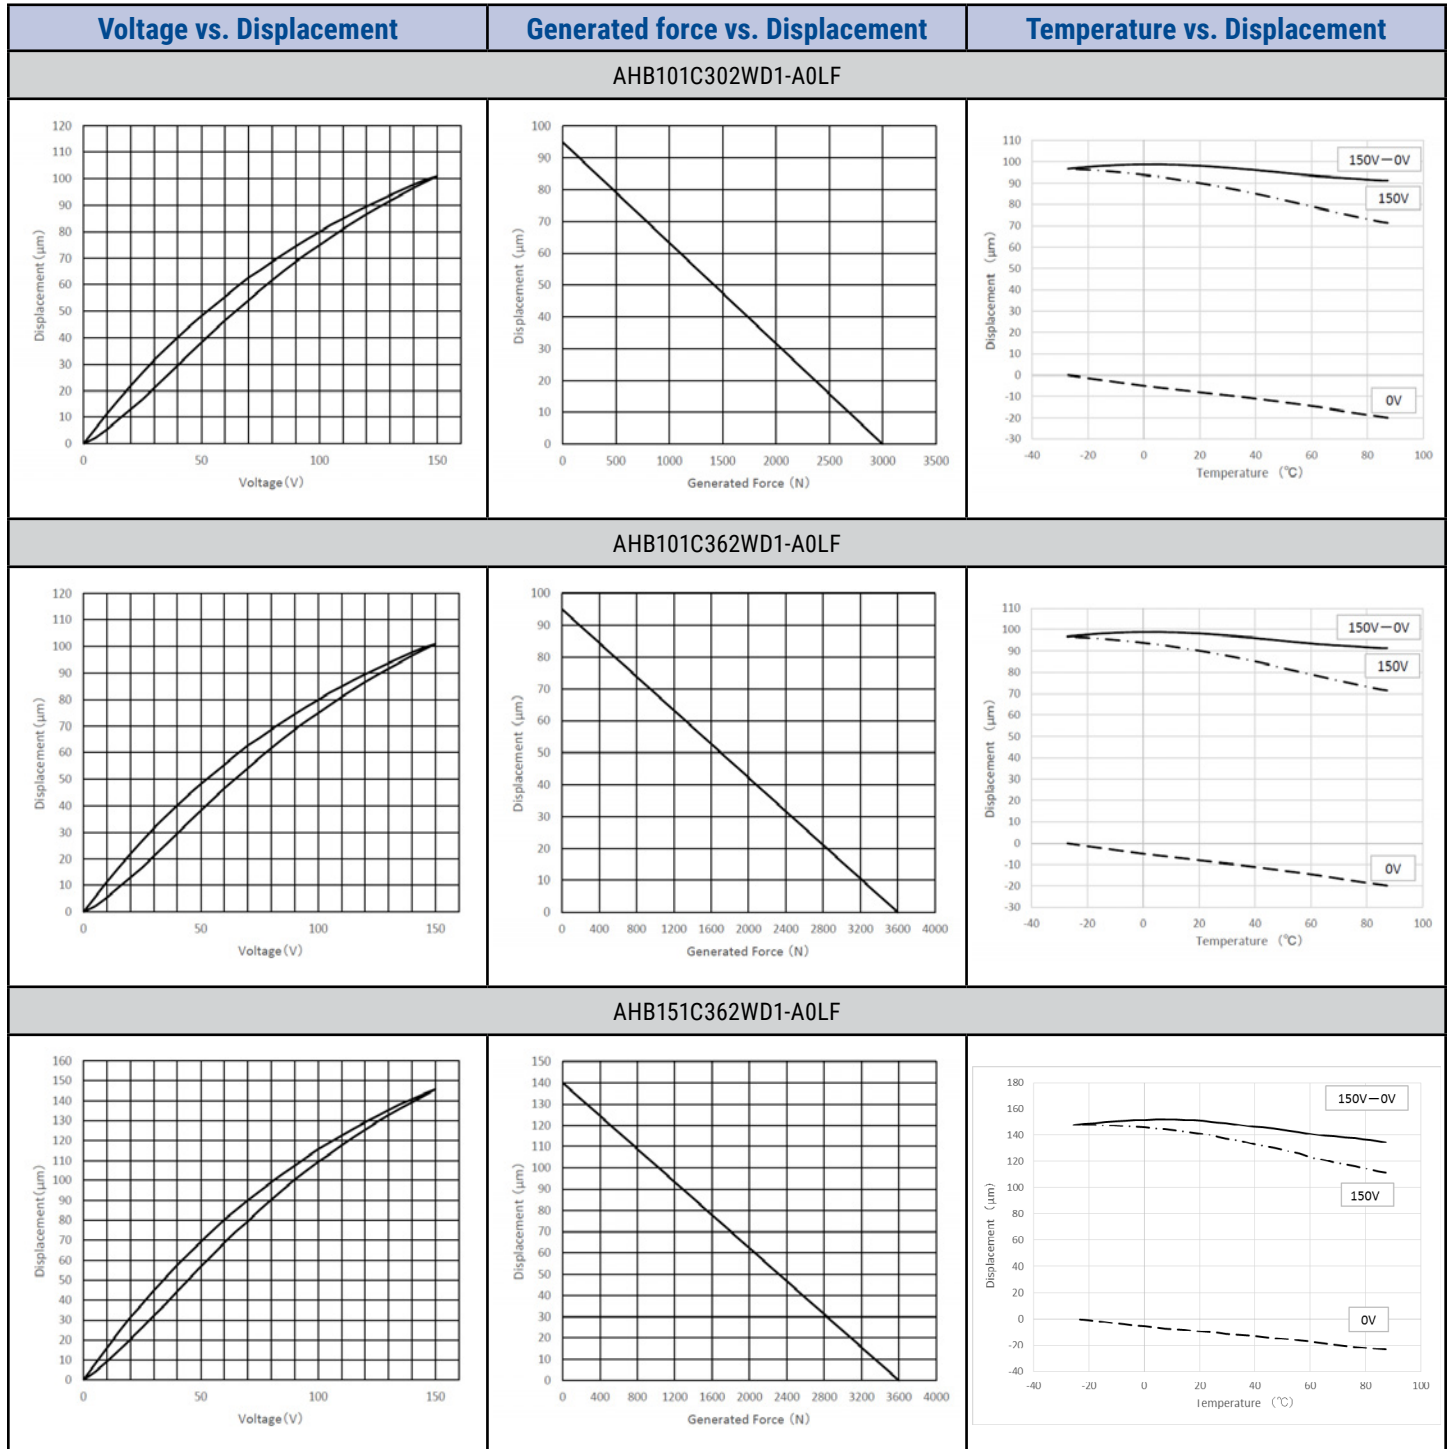 Voltage vs. Displacement
Generated force vs. Displacement
Temperature vs. Displacement
AHB101C302WD1-A0LF
120
110
100
90
80
70
60
50
40
30
20
10
0
Displacement (μm)
0 50 100 150
Voltage(V)
100
90
80
70
60
50
40
30
20
10
0
Displacement (μm)
0 500 1000 1500 2000 2500 3000 3500
Generated Force (N)
110
100
90
80
70
60
50
40
30
20
10
0
-10
-20
-30
Displacement (μm)
150V－0V
150V
0V
-40 -20 0 20 40 60 80 100
Temperature (℃)
AHB101C362WD1-A0LF
120
110
100
90
80
70
60
50
40
30
20
10
0
Displacement (μm)
0 50 100 150
Voltage(V)
100
90
80
70
60
50
40
30
20
10
0
Displacement (μm)
0 400 800 1200 1600 2000 2400 2800 3200 3600 4000
Generated Force (N)
110
100
90
80
70
60
50
40
30
20
10
0
-10
-20
-30
Displacement (μm)
150V－0V
150V
0V
-40 -20 0 20 40 60 80 100
Temperature (℃)
AHB151C362WD1-A0LF
160
150
140
130
120
110
100
90
80
70
60
50
40
30
20
10
0
Displacement(μm)
0 50 100 150
Voltage(V)
150
140
130
120
110
100
90
80
70
60
50
40
30
20
10
0
Displacement (μm)
0 400 800 1200 1600 2000 2400 2800 3200 3600 4000
Generated Force (N)
180
160
140
120
100
80
60
40
20
0
-20
-40
Displacement (μm)
150V－0V
150V
0V
-40 -20 0 20 40 60 80 100
Temperature (℃)